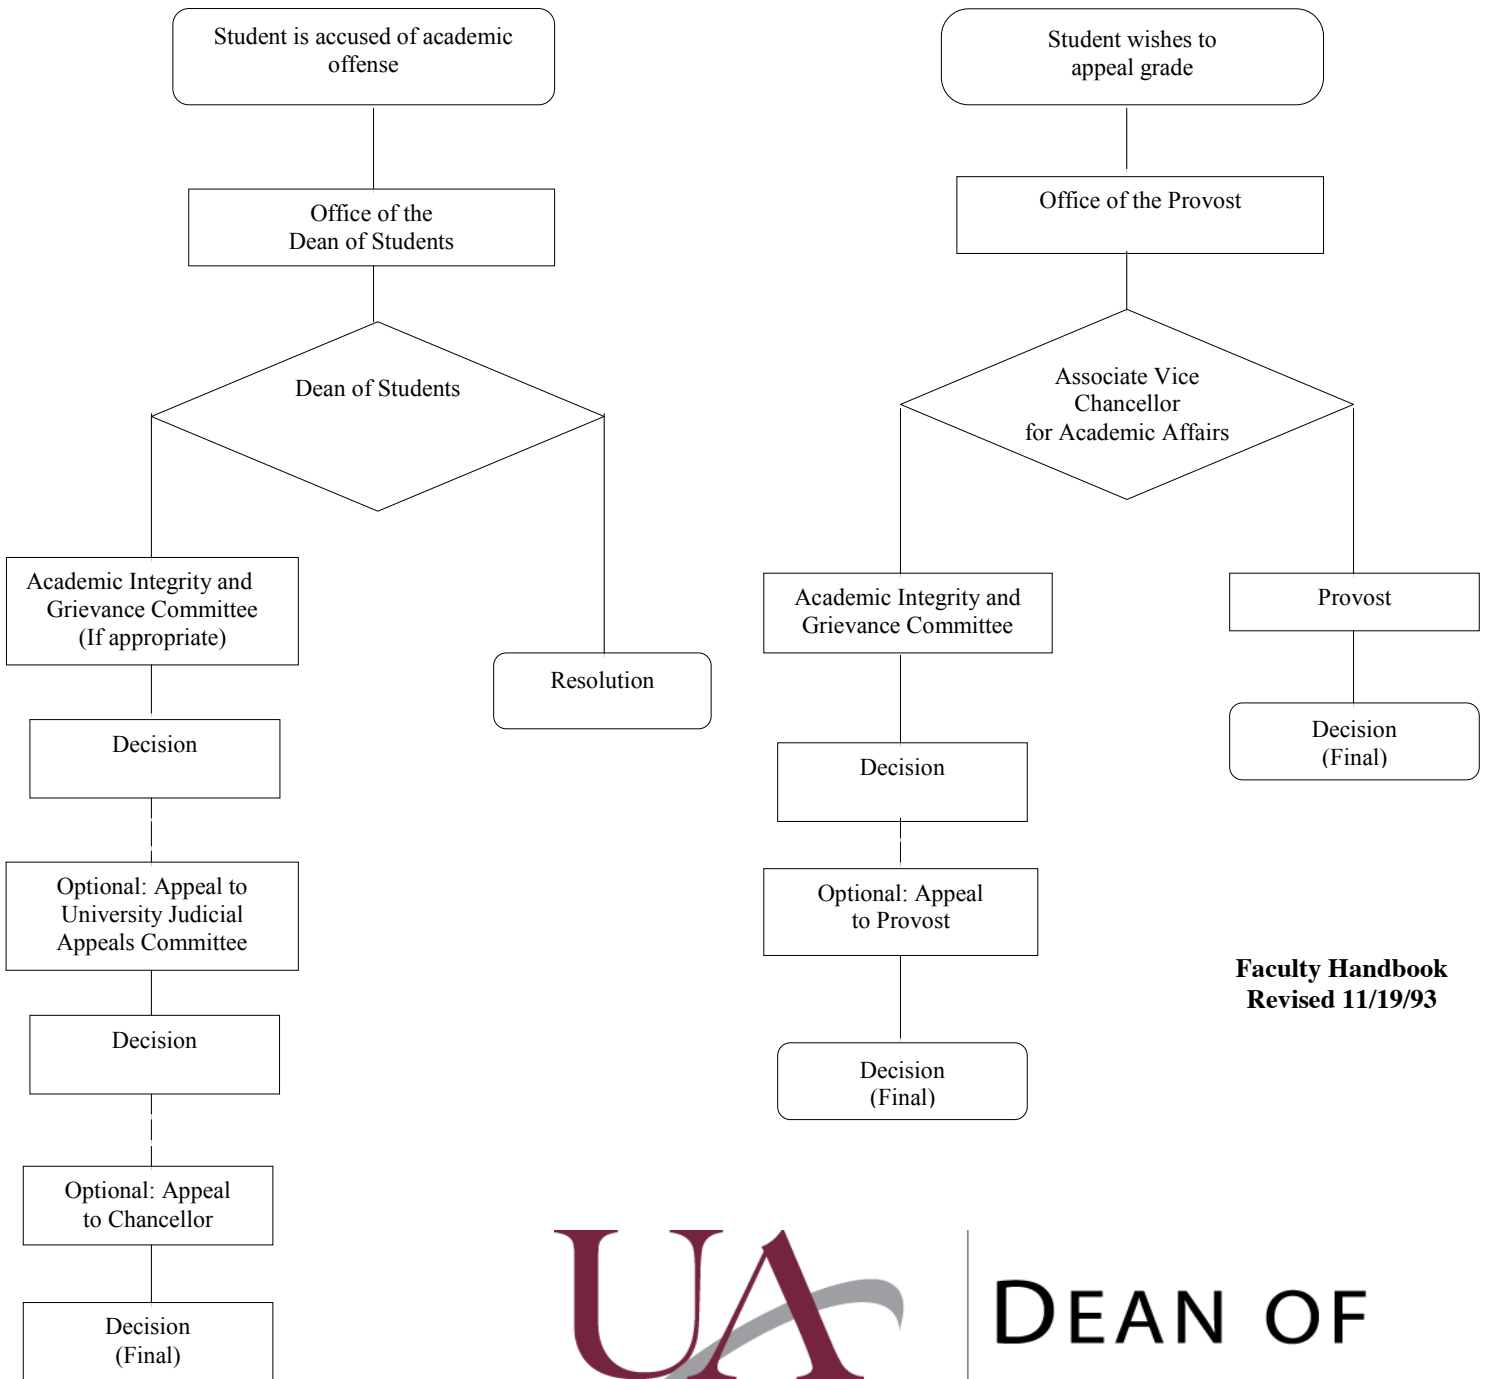 Student is accused of academic
offense
Office of the
Dean of Students
Dean of Students
Academic Integrity and
Grievance Committee
(If appropriate)
Resolution
Decision
Optional: Appeal to
University Judicial
Appeals Committee
Decision
Optional: Appeal
to Chancellor
Decision
(Final)
Student wishes to
appeal grade
Office of the Provost
Associate Vice
Chancellor
for Academic Affairs
Academic Integrity and
Grievance Committee
Provost
Decision
(Final)
Decision
Optional: Appeal
to Provost
Decision
(Final)
Faculty Handbook
Revised 11/19/93
UA
DEAN OF